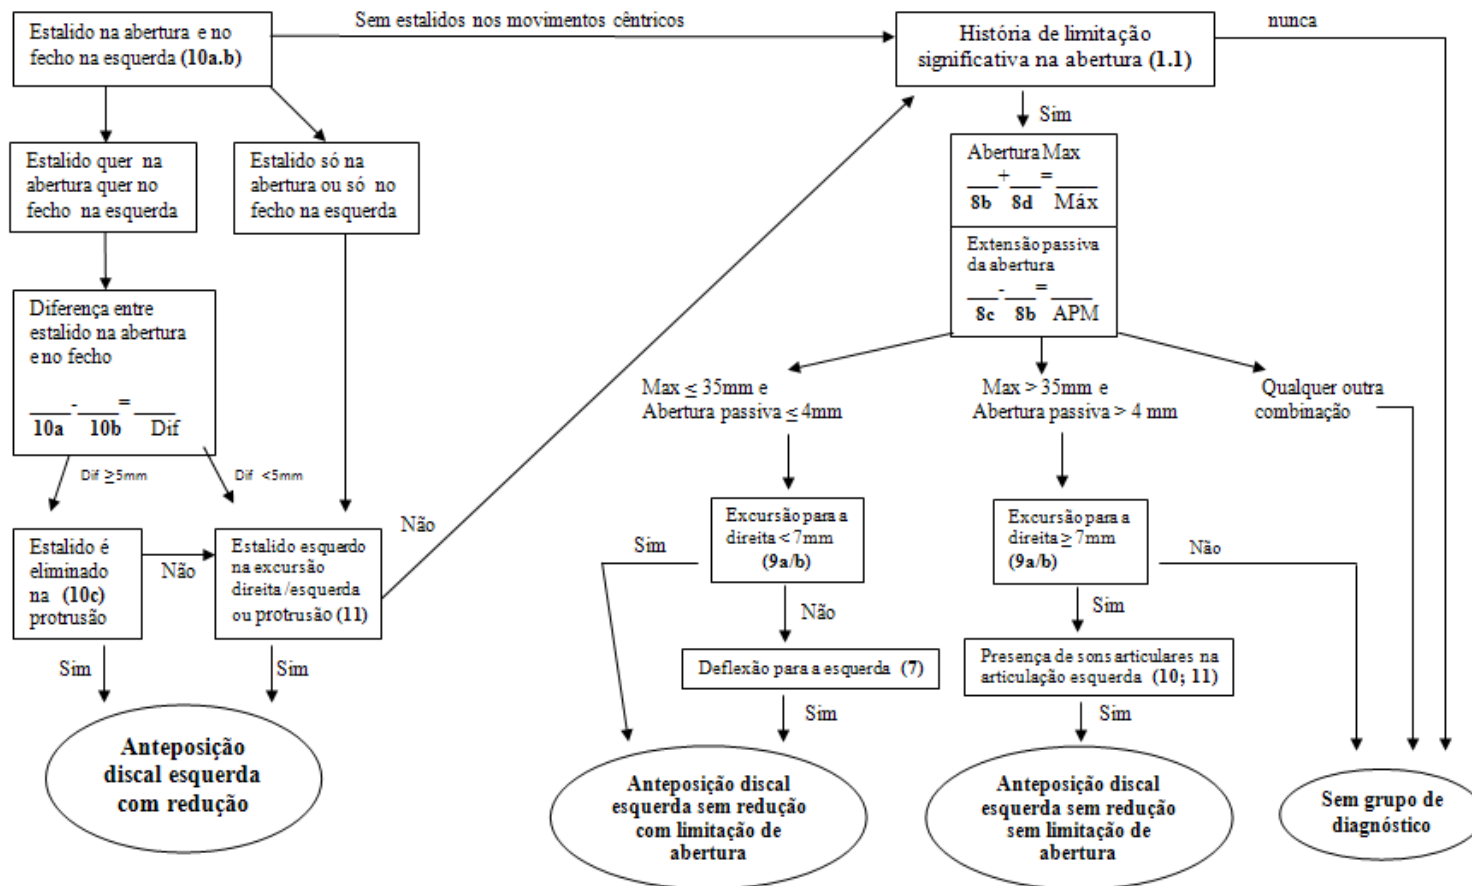 Estalido na abertura e no
fecho na esquerda (10a.b)
Sem estalidos nos movimentos cêntricos
História de limitação
significativa na abertura (1.1)
nunca
Sim
Estalido quer na
abertura quer no
fecho na esquerda
Estalido só na
abertura ou só no
fecho na esquerda
Abertura Max
___+___=____
8b 8d Máx
Extensão passiva
da abertura
___-___=____
8c 8b APM
Diferença entre
estalido na abertura
e no fecho
____-____=____
10a 10b Dif
Dif ≥5mm
Dif <5mm
Max ≤ 35mm e
Abertura passiva ≤ 4mm
Max > 35mm e
Abertura passiva > 4 mm
Qualquer outra
combinação
Estalido é
eliminado
na (10c)
protrusão
Não
Estalido esquerdo
na excursão
direita/esquerda
ou protrusão (11)
Não
Sim
Excursão para a
direita < 7mm
(9a/b)
Excursão para a
direita ≥ 7mm
(9a/b)
Não
Não
Sim
Sim
Sim
Deflexão para a esquerda (7)
Presença de sons articulares na
articulação esquerda (10; 11)
Sim
Sim
Anteposição
discal esquerda
com redução
Anteposição discal
esquerda sem redução
com limitação de
abertura
Anteposição discal
esquerda sem redução
sem limitação de
abertura
Sem grupo de
diagnóstico